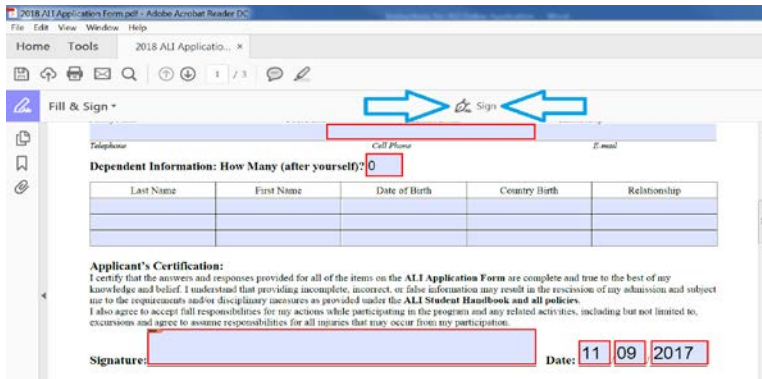 2018 ALI Application Form.pdf - Adobe Acrobat Reader DC
File Edit View Window Help
Home Tools 2018 ALI Applicatio... ×
1 / 3
Fill & Sign
Sign
Telephone Cell Phone E-mail
Dependent Information: How Many (after yourself)? 0
Last Name First Name Date of Birth Country Birth Relationship
Applicant's Certification:
I certify that the answers and responses provided for all of the items on the ALI Application Form are complete and true to the best of my
knowledge and belief. I understand that providing incomplete, incorrect, or false information may result in the rescission of my admission and subject
me to the requirements and/or disciplinary measures as provided under the ALI Student Handbook and all policies.
I also agree to accept full responsibilities for my actions while participating in the program and any related activities, including but not limited to,
excursions and agree to assume responsibilities for all injuries that may occur from my participation.
Signature: Date: 11 09 2017